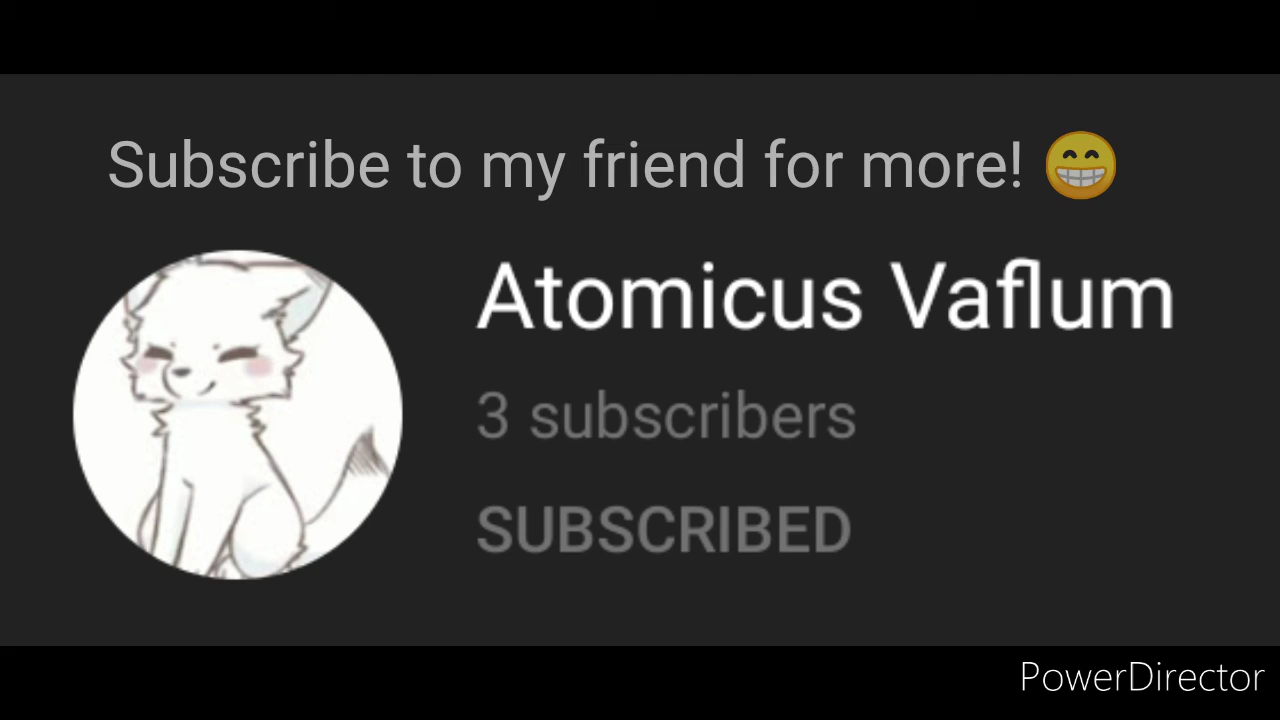 Subscribe to my friend for more! 😁
Atomicus Vaflum
3 subscribers
SUBSCRIBED
PowerDirector